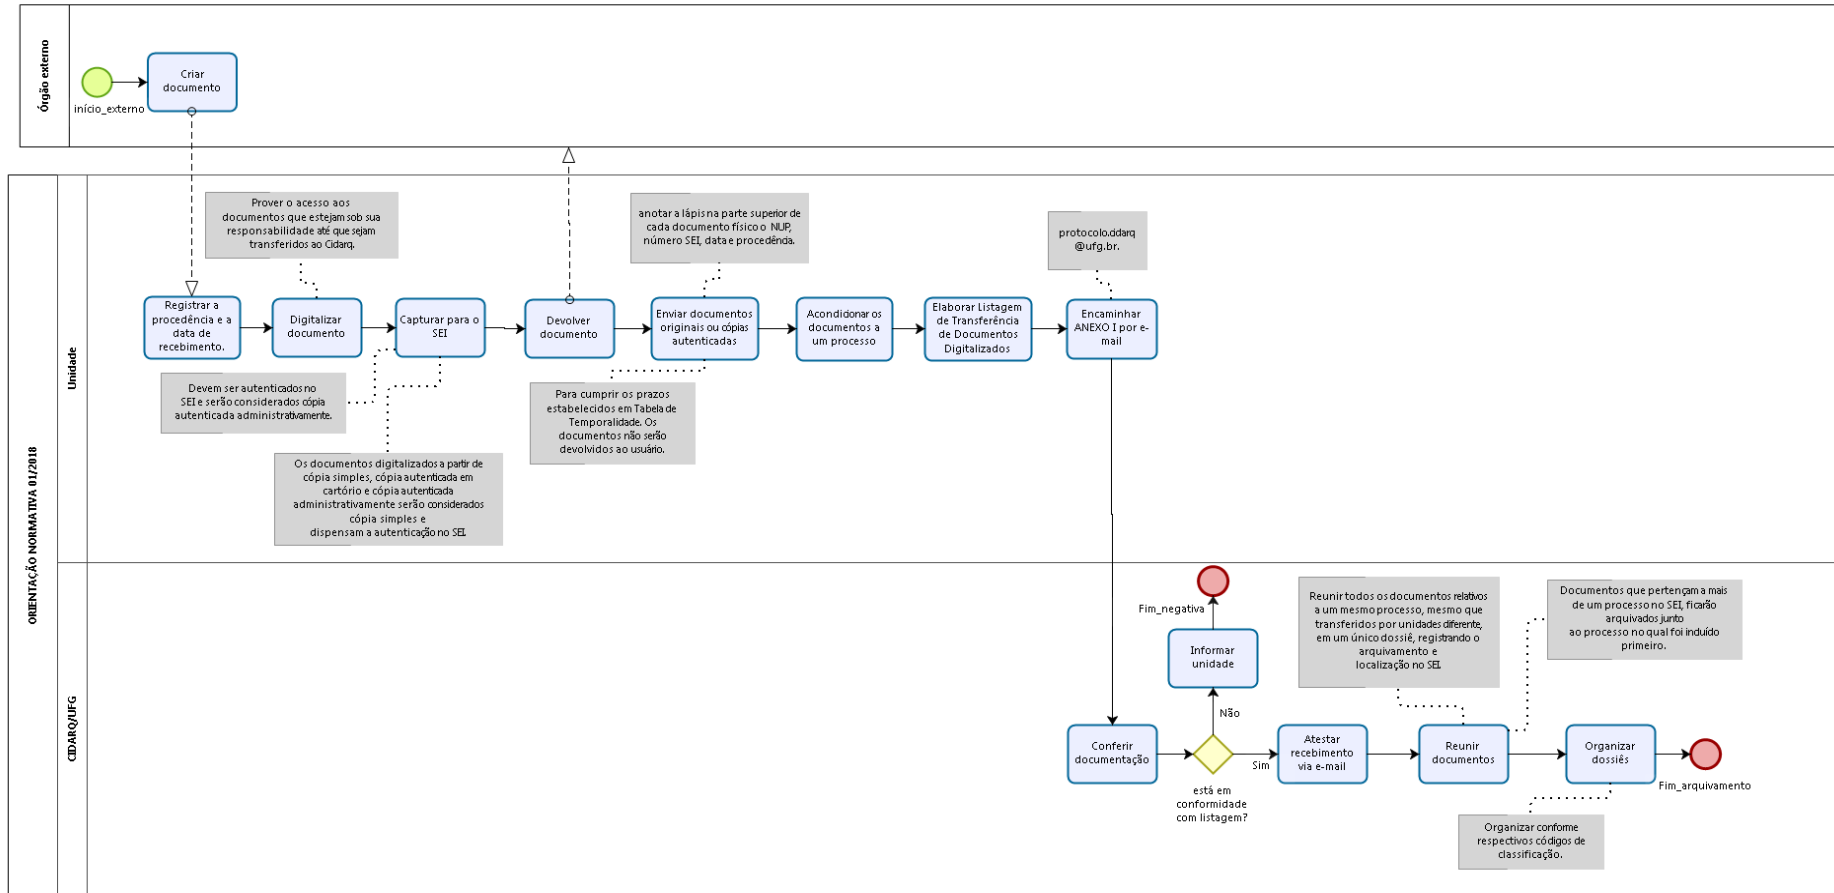 Órgão externo
início_externo
Criar
documento
ORIENTAÇÃO NORMATIVA 01/2018
Unidade
Prover o acesso aos
documentos que estejam sob sua
responsabilidade até que sejam
transferidos ao Cidarq.
anotar a lápis na parte superior de
cada documento físico o NUP,
número SEI, data e procedência.
protocolo.cidarq
@ufg.br.
Registrar a
procedência e a
data de
recebimento.
Digitalizar
documento
Capturar para o
SEI
Devolver
documento
Enviar documentos
originais ou cópias
autenticadas
Acondicionar os
documentos a
um processo
Elaborar Listagem
de Transferência
de Documentos
Digitalizados
Encaminhar
ANEXO I por e-
mail
Devem ser autenticados no
SEI e serão considerados cópia
autenticada administrativamente.
Para cumprir os prazos
estabelecidos em Tabela de
Temporalidade. Os
documentos não serão
devolvidos ao usuário.
Os documentos digitalizados a partir de
cópia simples, cópia autenticada em
cartório e cópia autenticada
administrativamente serão considerados
cópia simples e
dispensam a autenticação no SEI.
CIDARQ/UFG
Fim_negativa
Informar
unidade
Não
Reunir todos os documentos relativos
a um mesmo processo, mesmo que
transferidos por unidades diferente,
em um único dossiê, registrando o
arquivamento e
localização no SEI.
Documentos que pertençam a mais
de um processo no SEI, ficarão
arquivados junto
ao processo no qual foi incluído
primeiro.
Conferir
documentação
está em
conformidade
com listagem?
Sim
Atestar
recebimento
via e-mail
Reunir
documentos
Organizar
dossiês
Fim_arquivamento
Organizar conforme
respectivos códigos de
classificação.